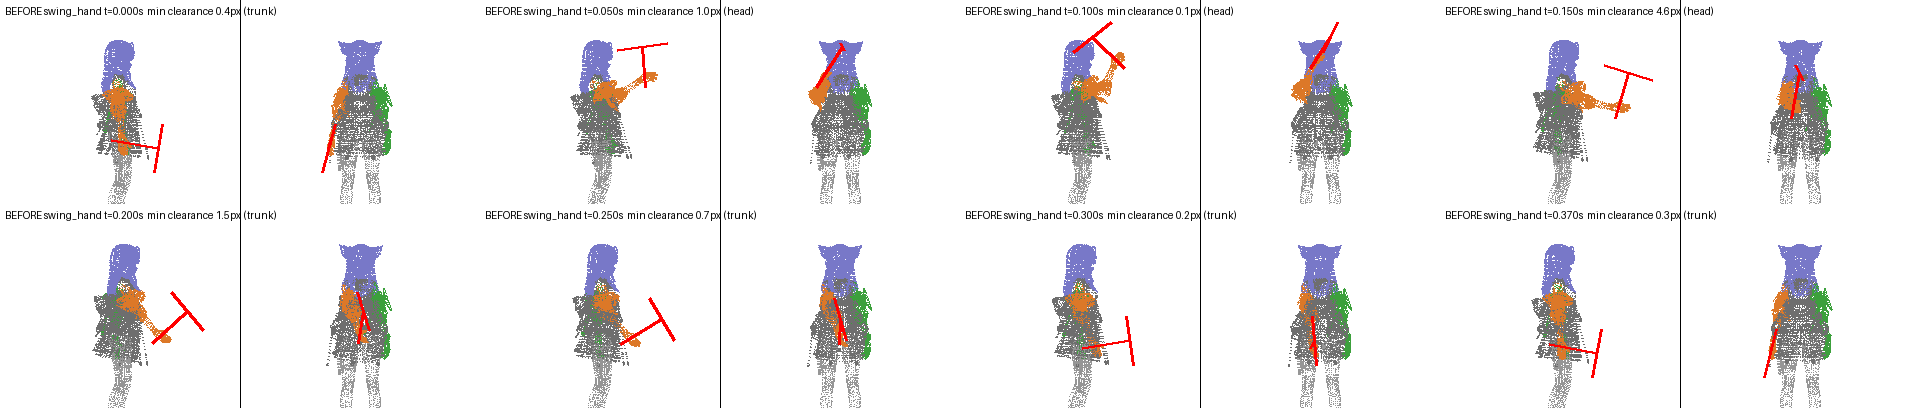 BEFORE swing_hand t=0.000s min clearance 0.4px (trunk)
BEFORE swing_hand t=0.050s min clearance 1.0px (head)
BEFORE swing_hand t=0.100s min clearance 0.1px (head)
BEFORE swing_hand t=0.150s min clearance 4.6px (head)
BEFORE swing_hand t=0.200s min clearance 1.5px (trunk)
BEFORE swing_hand t=0.250s min clearance 0.7px (trunk)
BEFORE swing_hand t=0.300s min clearance 0.2px (trunk)
BEFORE swing_hand t=0.370s min clearance 0.3px (trunk)